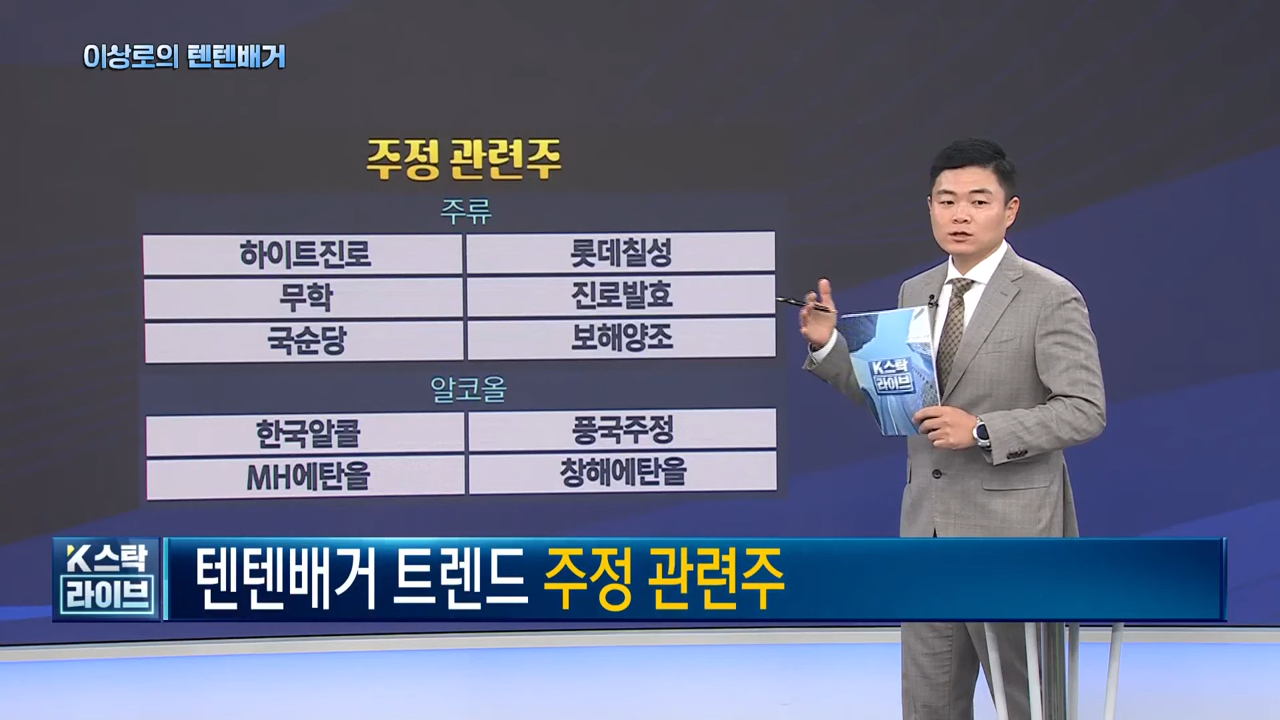 이상로의 텐텐배거
주정 관련주
주류
하이트진로 롯데칠성
무학 진로발효
국순당 보해양조
알코올
한국알콜 풍국주정
MH에탄올 창해에탄올
K스탁
라이브
K스탁
라이브
텐텐배거 트렌드 주정 관련주